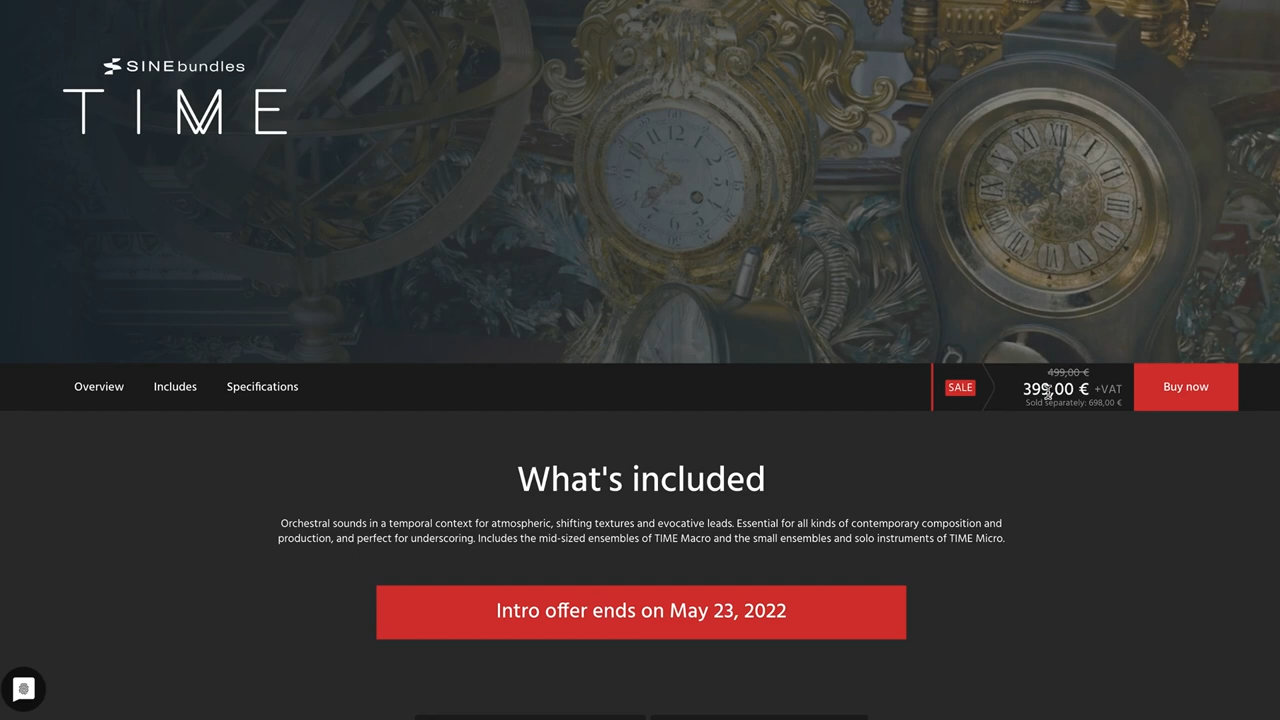 SINEbundles
TIME
Overview
Includes
Specifications
SALE
499,00 €
399,00 € +VAT
Sold separately: 698,00 €
Buy now
What's included
Orchestral sounds in a temporal context for atmospheric, shifting textures and evocative leads. Essential for all kinds of contemporary composition and
production, and perfect for underscoring. Includes the mid-sized ensembles of TIME Macro and the small ensembles and solo instruments of TIME Micro.
Intro offer ends on May 23, 2022